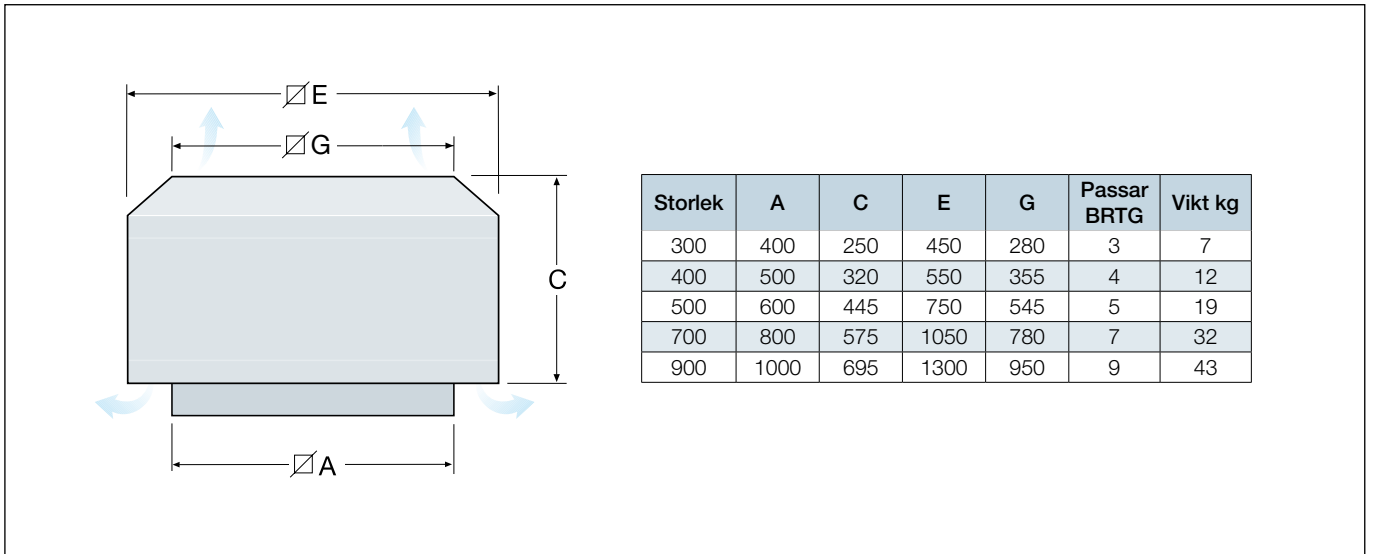 ⌀ E
⌀ G
C
⌀ A
Storlek A C E G Passar BRTG Vikt kg
300 400 250 450 280 3 7
400 500 320 550 355 4 12
500 600 445 750 545 5 19
700 800 575 1050 780 7 32
900 1000 695 1300 950 9 43